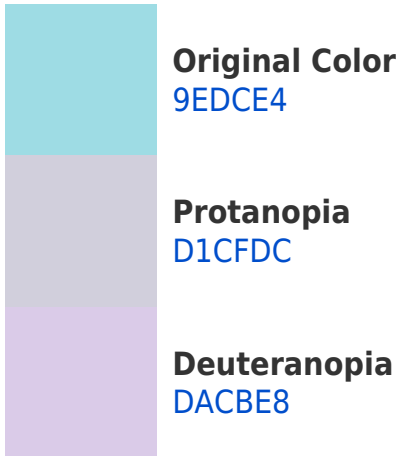 Original Color
9EDCE4
Protanopia
D1CFDC
Deuteranopia
DACBE8